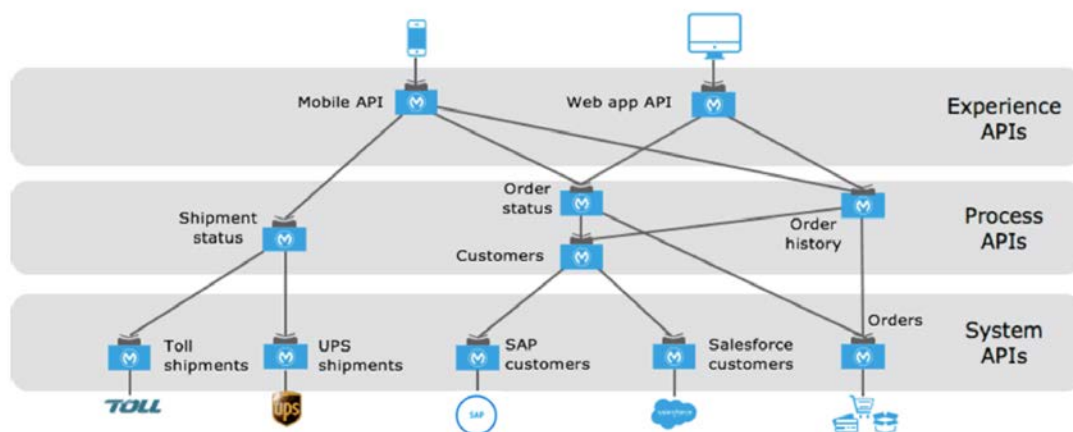 Mobile API
Web app API
Experience
APIs
Shipment
status
Order
status
Order
history
Customers
Process
APIs
Toll
shipments
UPS
shipments
SAP
customers
Salesforce
customers
Orders
System
APIs
TOLL
ups
SAP
salesforce